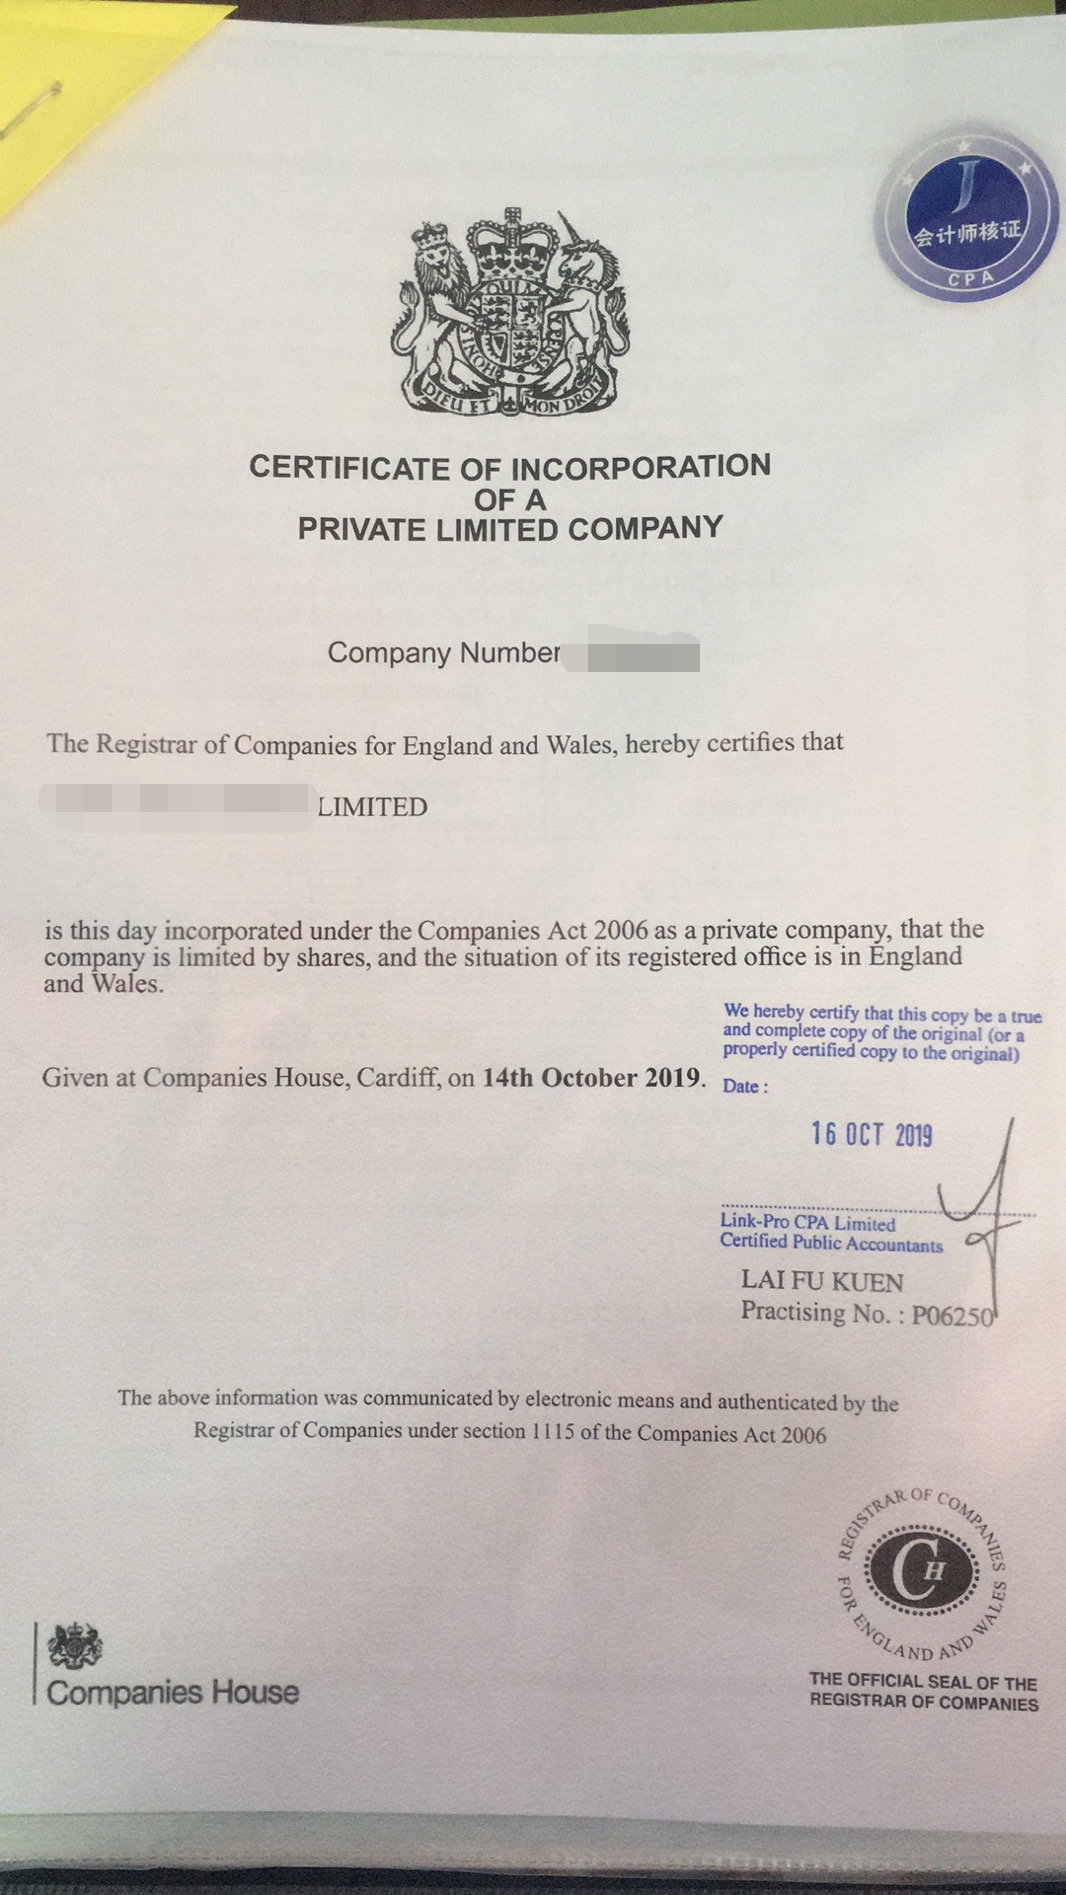 J
会计师核证
CPA
DIEU ET MON DROIT
CERTIFICATE OF INCORPORATION
OF A
PRIVATE LIMITED COMPANY
Company Number
The Registrar of Companies for England and Wales, hereby certifies that
LIMITED
is this day incorporated under the Companies Act 2006 as a private company, that the
company is limited by shares, and the situation of its registered office is in England
and Wales.
Given at Companies House, Cardiff, on 14th October 2019.
We hereby certify that this copy be a true
and complete copy of the original (or a
properly certified copy to the original)
Date :
16 OCT 2019
Link-Pro CPA Limited
Certified Public Accountants
LAI FU KUEN
Practising No. : P06250
The above information was communicated by electronic means and authenticated by the
Registrar of Companies under section 1115 of the Companies Act 2006
REGISTRAR OF COMPANIES
FOR ENGLAND AND WALES
CH
Companies House
THE OFFICIAL SEAL OF THE
REGISTRAR OF COMPANIES